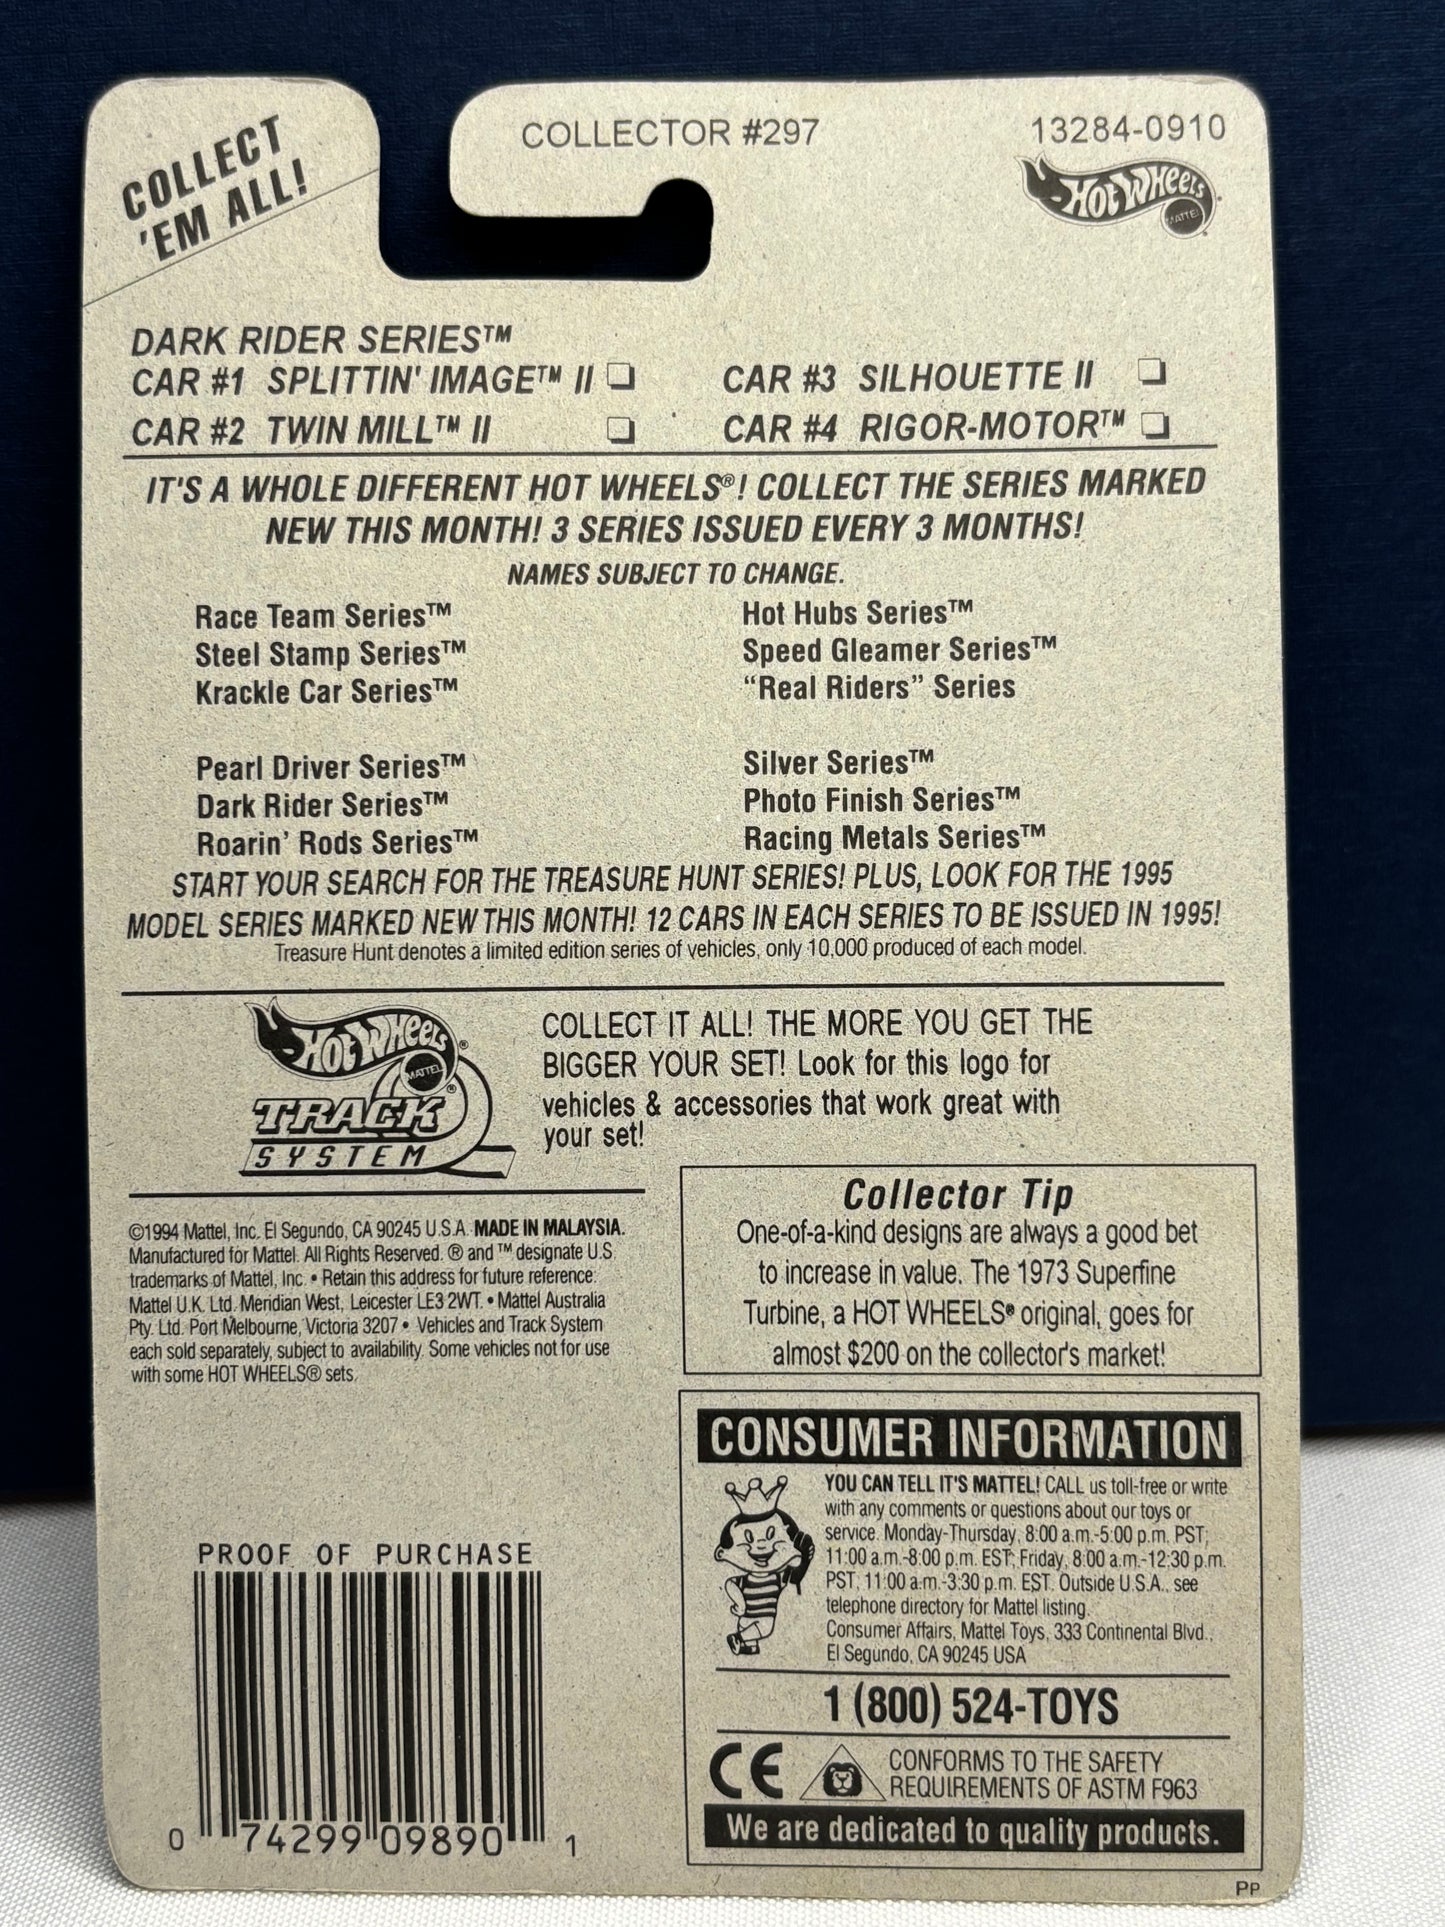 COLLECT
'EM ALL!
COLLECTOR #297
13284-0910
HOT WHEELS
MATTEL
DARK RIDER SERIES™
CAR #1 SPLITTIN' IMAGE™ II ❏
CAR #3 SILHOUETTE II ❏
CAR #2 TWIN MILL™ II ❏
CAR #4 RIGOR-MOTOR™ ❏
IT'S A WHOLE DIFFERENT HOT WHEELS®! COLLECT THE SERIES MARKED
NEW THIS MONTH! 3 SERIES ISSUED EVERY 3 MONTHS!
NAMES SUBJECT TO CHANGE.
Race Team Series™
Steel Stamp Series™
Krackle Car Series™
Hot Hubs Series™
Speed Gleamer Series™
“Real Riders” Series
Pearl Driver Series™
Dark Rider Series™
Roarin’ Rods Series™
Silver Series™
Photo Finish Series™
Racing Metals Series™
START YOUR SEARCH FOR THE TREASURE HUNT SERIES! PLUS, LOOK FOR THE 1995
MODEL SERIES MARKED NEW THIS MONTH! 12 CARS IN EACH SERIES TO BE ISSUED IN 1995!
Treasure Hunt denotes a limited edition series of vehicles, only 10,000 produced of each model.
HOT WHEELS®
MATTEL®
TRACK
SYSTEM
COLLECT IT ALL! THE MORE YOU GET THE
BIGGER YOUR SET! Look for this logo for
vehicles & accessories that work great with
your set!
©1994 Mattel, Inc. El Segundo, CA 90245 U.S.A. MADE IN MALAYSIA.
Manufactured for Mattel. All Rights Reserved. ® and ™ designate U.S.
trademarks of Mattel, Inc. • Retain this address for future reference:
Mattel U.K. Ltd. Meridian West, Leicester LE3 2WT. • Mattel Australia
Pty. Ltd. Port Melbourne, Victoria 3207 • Vehicles and Track System
each sold separately, subject to availability. Some vehicles not for use
with some HOT WHEELS® sets.
Collector Tip
One-of-a-kind designs are always a good bet
to increase in value. The 1973 Superfine
Turbine, a HOT WHEELS® original, goes for
almost $200 on the collector's market!
CONSUMER INFORMATION
YOU CAN TELL IT'S MATTEL! CALL us toll-free or write
with any comments or questions about our toys or
service. Monday-Thursday, 8:00 a.m.-5:00 p.m. PST;
11:00 a.m.-8:00 p.m. EST; Friday, 8:00 a.m.-12:30 p.m.
PST, 11:00 a.m.-3:30 p.m. EST. Outside U.S.A., see
telephone directory for Mattel listing.
Consumer Affairs, Mattel Toys, 333 Continental Blvd.,
El Segundo, CA 90245 USA
1 (800) 524-TOYS
CE
CONFORMS TO THE SAFETY
REQUIREMENTS OF ASTM F963
We are dedicated to quality products.
PROOF OF PURCHASE
0 74299 09890 1
PP